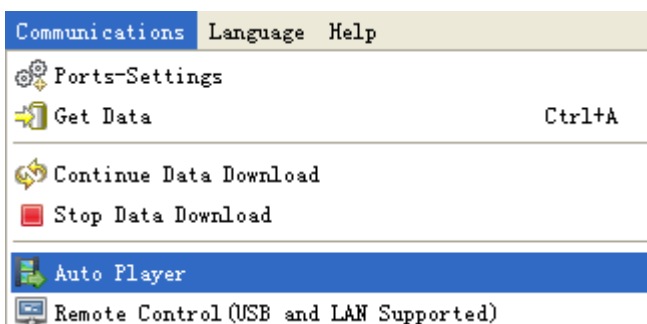 Communications Language Help
Ports-Settings
Get Data Ctrl+A
Continue Data Download
Stop Data Download
Auto Player
Remote Control(USB and LAN Supported)